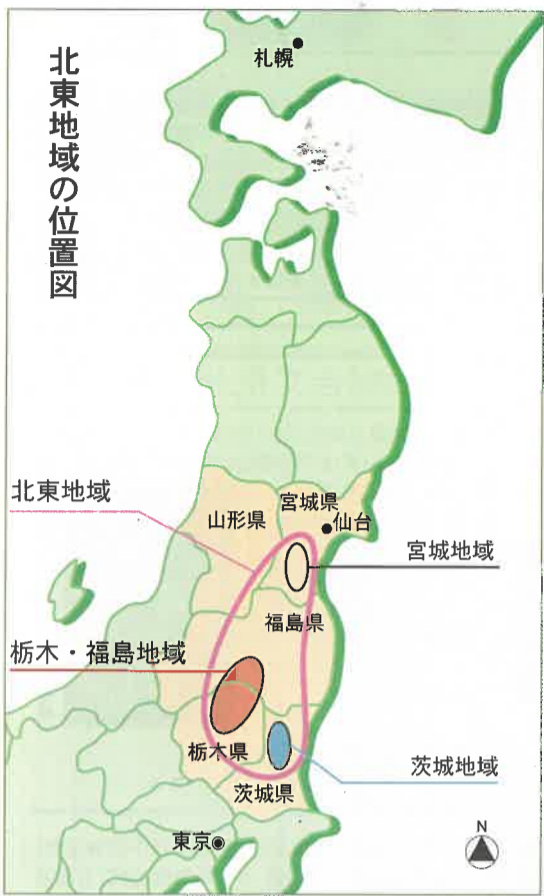 北東地域の位置図
札幌
北東地域
山形県
宮城県
仙台
宮城地域
福島県
栃木・福島地域
栃木県
茨城地域
茨城県
東京
N